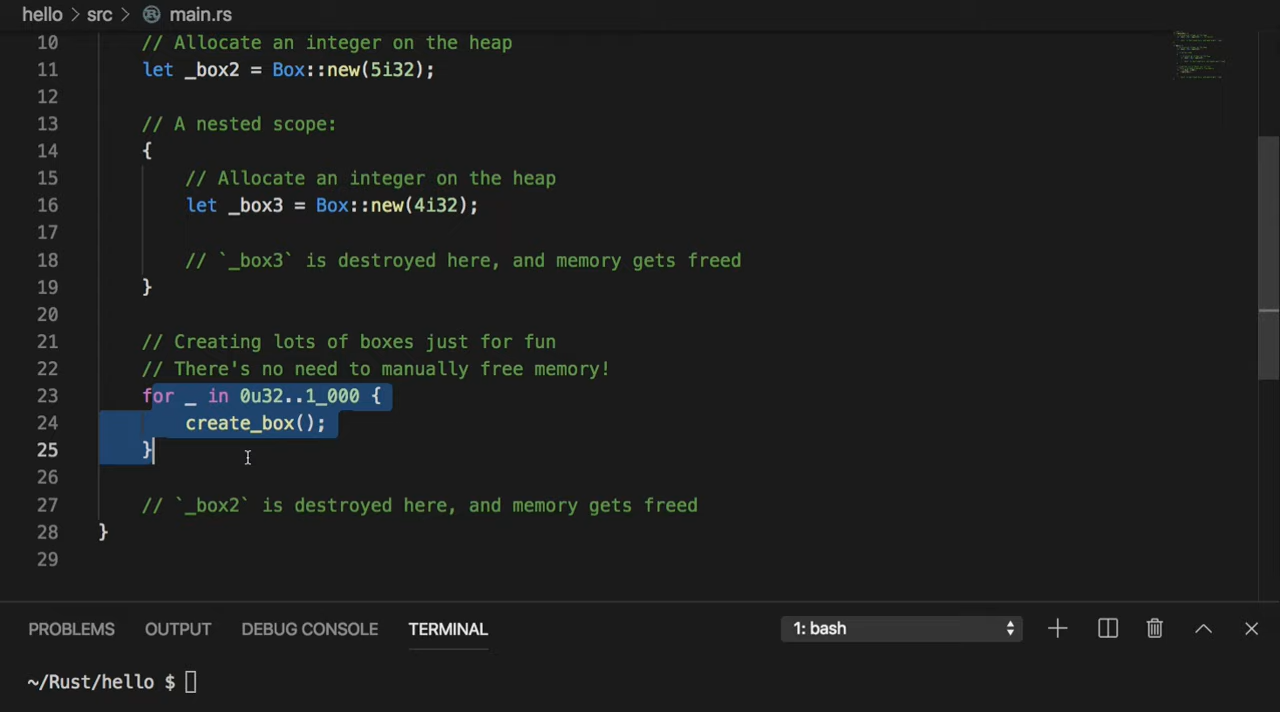 hello > src > main.rs
10 // Allocate an integer on the heap
11 let _box2 = Box::new(5i32);
12
13 // A nested scope:
14 {
15 // Allocate an integer on the heap
16 let _box3 = Box::new(4i32);
17
18 // `_box3` is destroyed here, and memory gets freed
19 }
20
21 // Creating lots of boxes just for fun
22 // There's no need to manually free memory!
23 for _ in 0u32..1_000 {
24 create_box();
25 }
26
27 // `_box2` is destroyed here, and memory gets freed
28 }
29
PROBLEMS OUTPUT DEBUG CONSOLE TERMINAL 1: bash
~/Rust/hello $